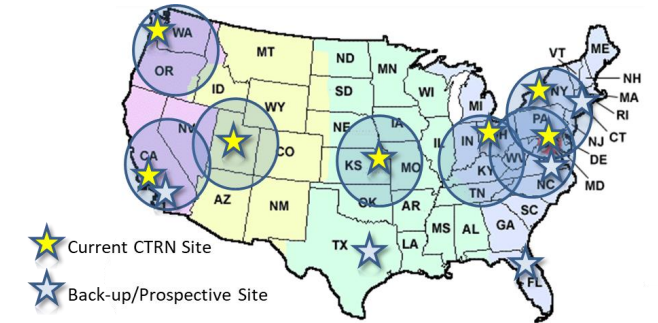 WA
MT
ND
MN
ME
VT
OR
ID
SD
WI
MI
NY
NH
MA
WY
RI
NV
NE
IA
PA
CT
CA
CO
KS
MO
IL
IN
WV
NJ
DE
KY
MD
AZ
NM
OK
AR
TN
NC
SC
TX
LA
MS
AL
GA
FL
Current CTRN Site
Back-up/Prospective Site